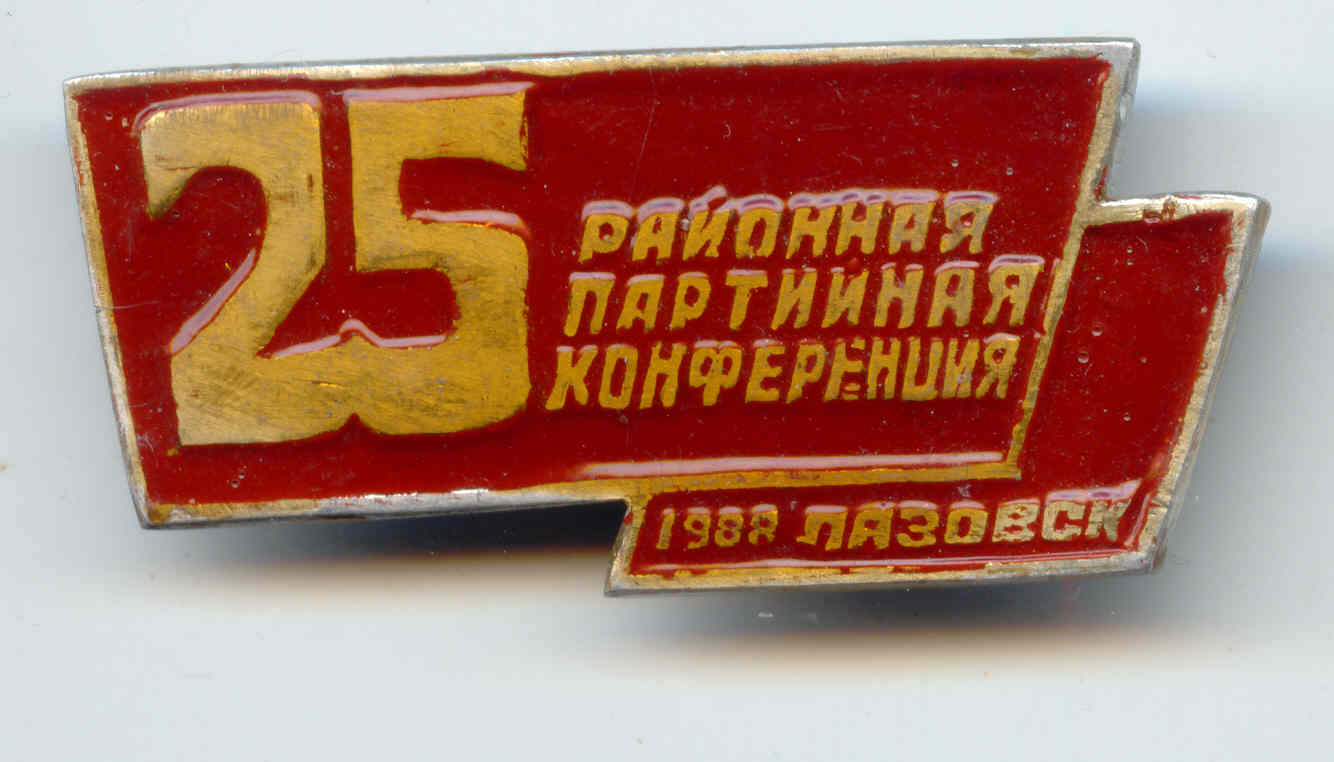 25
РАЙОННАЯ
ПАРТИЙНАЯ
КОНФЕРЕНЦИЯ
1988 ЛАЗОВСК